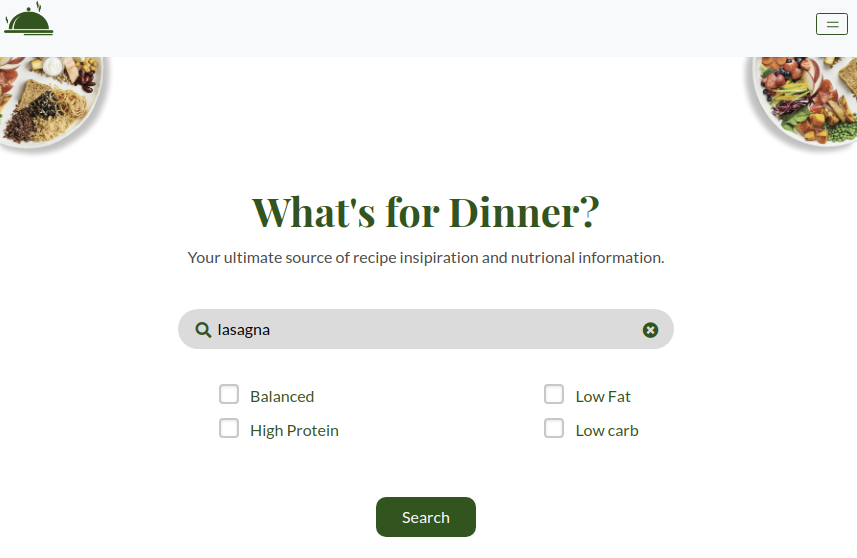 What's for Dinner?
Your ultimate source of recipe insipiration and nutrional information.
lasagna
Balanced
Low Fat
High Protein
Low carb
Search